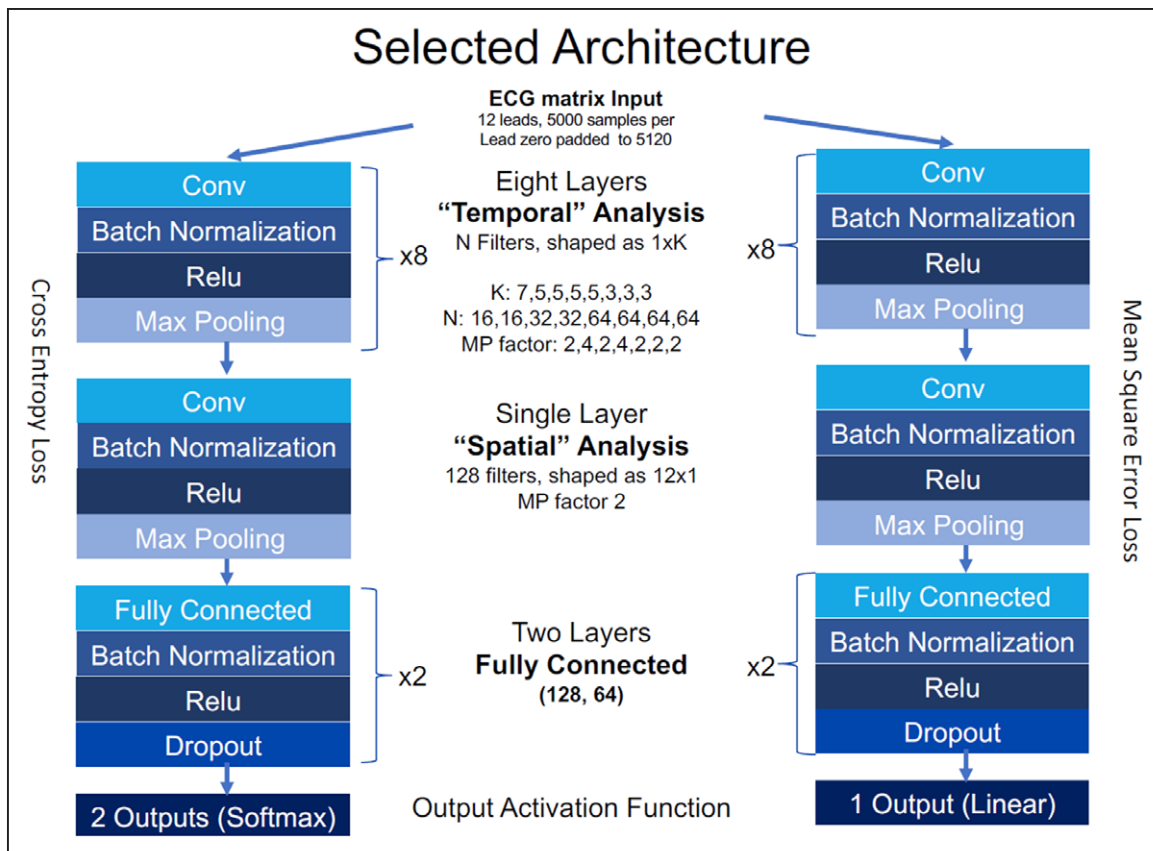 Selected Architecture
ECG matrix Input
12 leads, 5000 samples per
Lead zero padded to 5120
Cross Entropy Loss
Conv
Batch Normalization
Relu
Max Pooling
x8
Conv
Batch Normalization
Relu
Max Pooling
Fully Connected
Batch Normalization
Relu
Dropout
x2
2 Outputs (Softmax)
Eight Layers
“Temporal” Analysis
N Filters, shaped as 1xK
K: 7,5,5,5,5,3,3,3
N: 16,16,32,32,64,64,64,64
MP factor: 2,4,2,4,2,2,2
Single Layer
“Spatial” Analysis
128 filters, shaped as 12x1
MP factor 2
Two Layers
Fully Connected
(128, 64)
Output Activation Function
x8
Conv
Batch Normalization
Relu
Max Pooling
Conv
Batch Normalization
Relu
Max Pooling
x2
Fully Connected
Batch Normalization
Relu
Dropout
1 Output (Linear)
Mean Square Error Loss